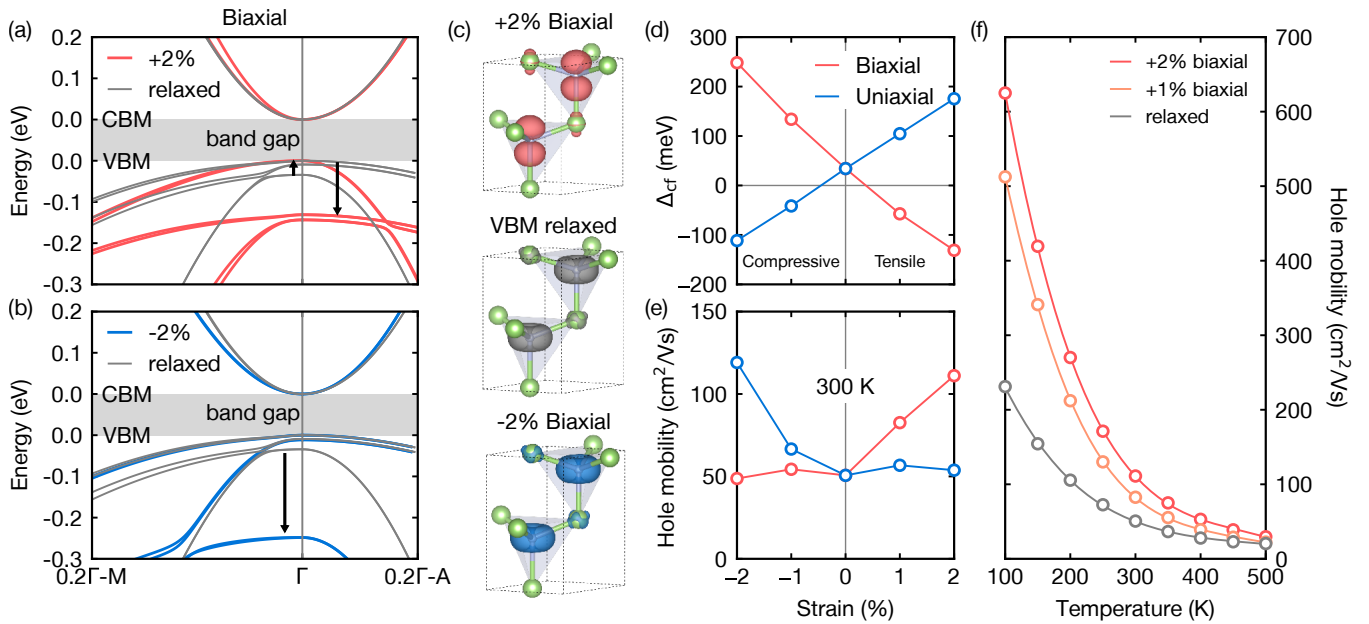 (a)
Biaxial
0.2
0.1
0.0
0.0
-0.1
-0.2
-0.3
Energy (eV)
+2%
relaxed
CBM
band gap
VBM
(b)
0.2
0.1
0.0
0.0
-0.1
-0.2
-0.3
Energy (eV)
-2%
relaxed
CBM
band gap
VBM
0.2Γ-M
Γ
0.2Γ-A
(c)
+2% Biaxial
VBM relaxed
-2% Biaxial
(d)
300
200
100
0
−100
−200
Δcf (meV)
Biaxial
Uniaxial
Compressive
Tensile
(e)
150
100
50
0
Hole mobility (cm²/Vs)
300 K
−2
−1
0
1
2
Strain (%)
(f)
+2% biaxial
+1% biaxial
relaxed
700
600
500
400
300
200
100
0
Hole mobility (cm²/Vs)
100
200
300
400
500
Temperature (K)